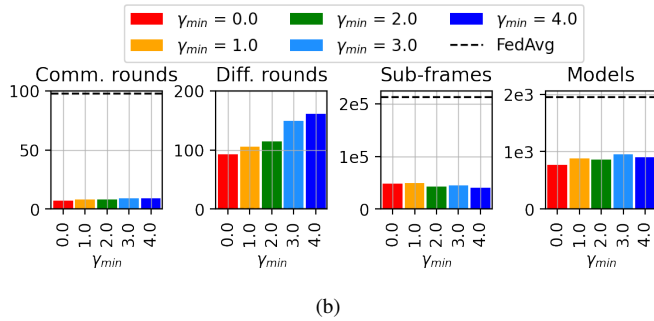 γmin = 0.0 γmin = 2.0 γmin = 4.0
γmin = 1.0 γmin = 3.0 FedAvg
Comm. rounds Diff. rounds Sub-frames Models
100 200 2e5 2e3
50 100 1e5 1e3
0 0 0 0
0.0 1.0 2.0 3.0 4.0 0.0 1.0 2.0 3.0 4.0 0.0 1.0 2.0 3.0 4.0 0.0 1.0 2.0 3.0 4.0
γmin γmin γmin γmin
(b)